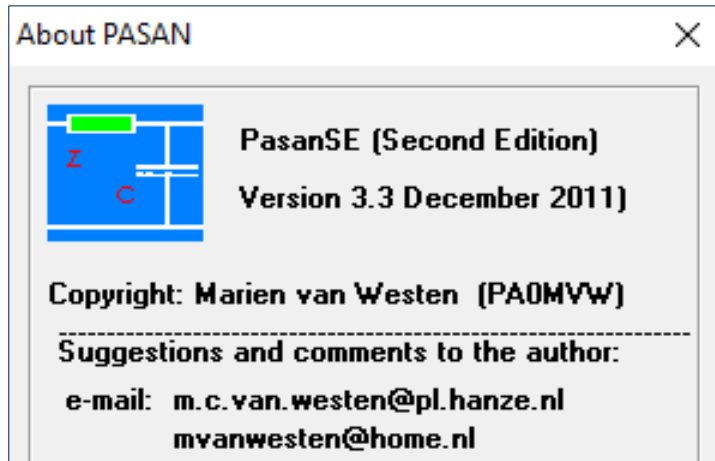 About PASAN
Z
C
PasanSE (Second Edition)
Version 3.3 December 2011)
Copyright: Marien van Westen (PA0MVW)
Suggestions and comments to the author:
e-mail: m.c.van.westen@pl.hanze.nl
mvanwesten@home.nl